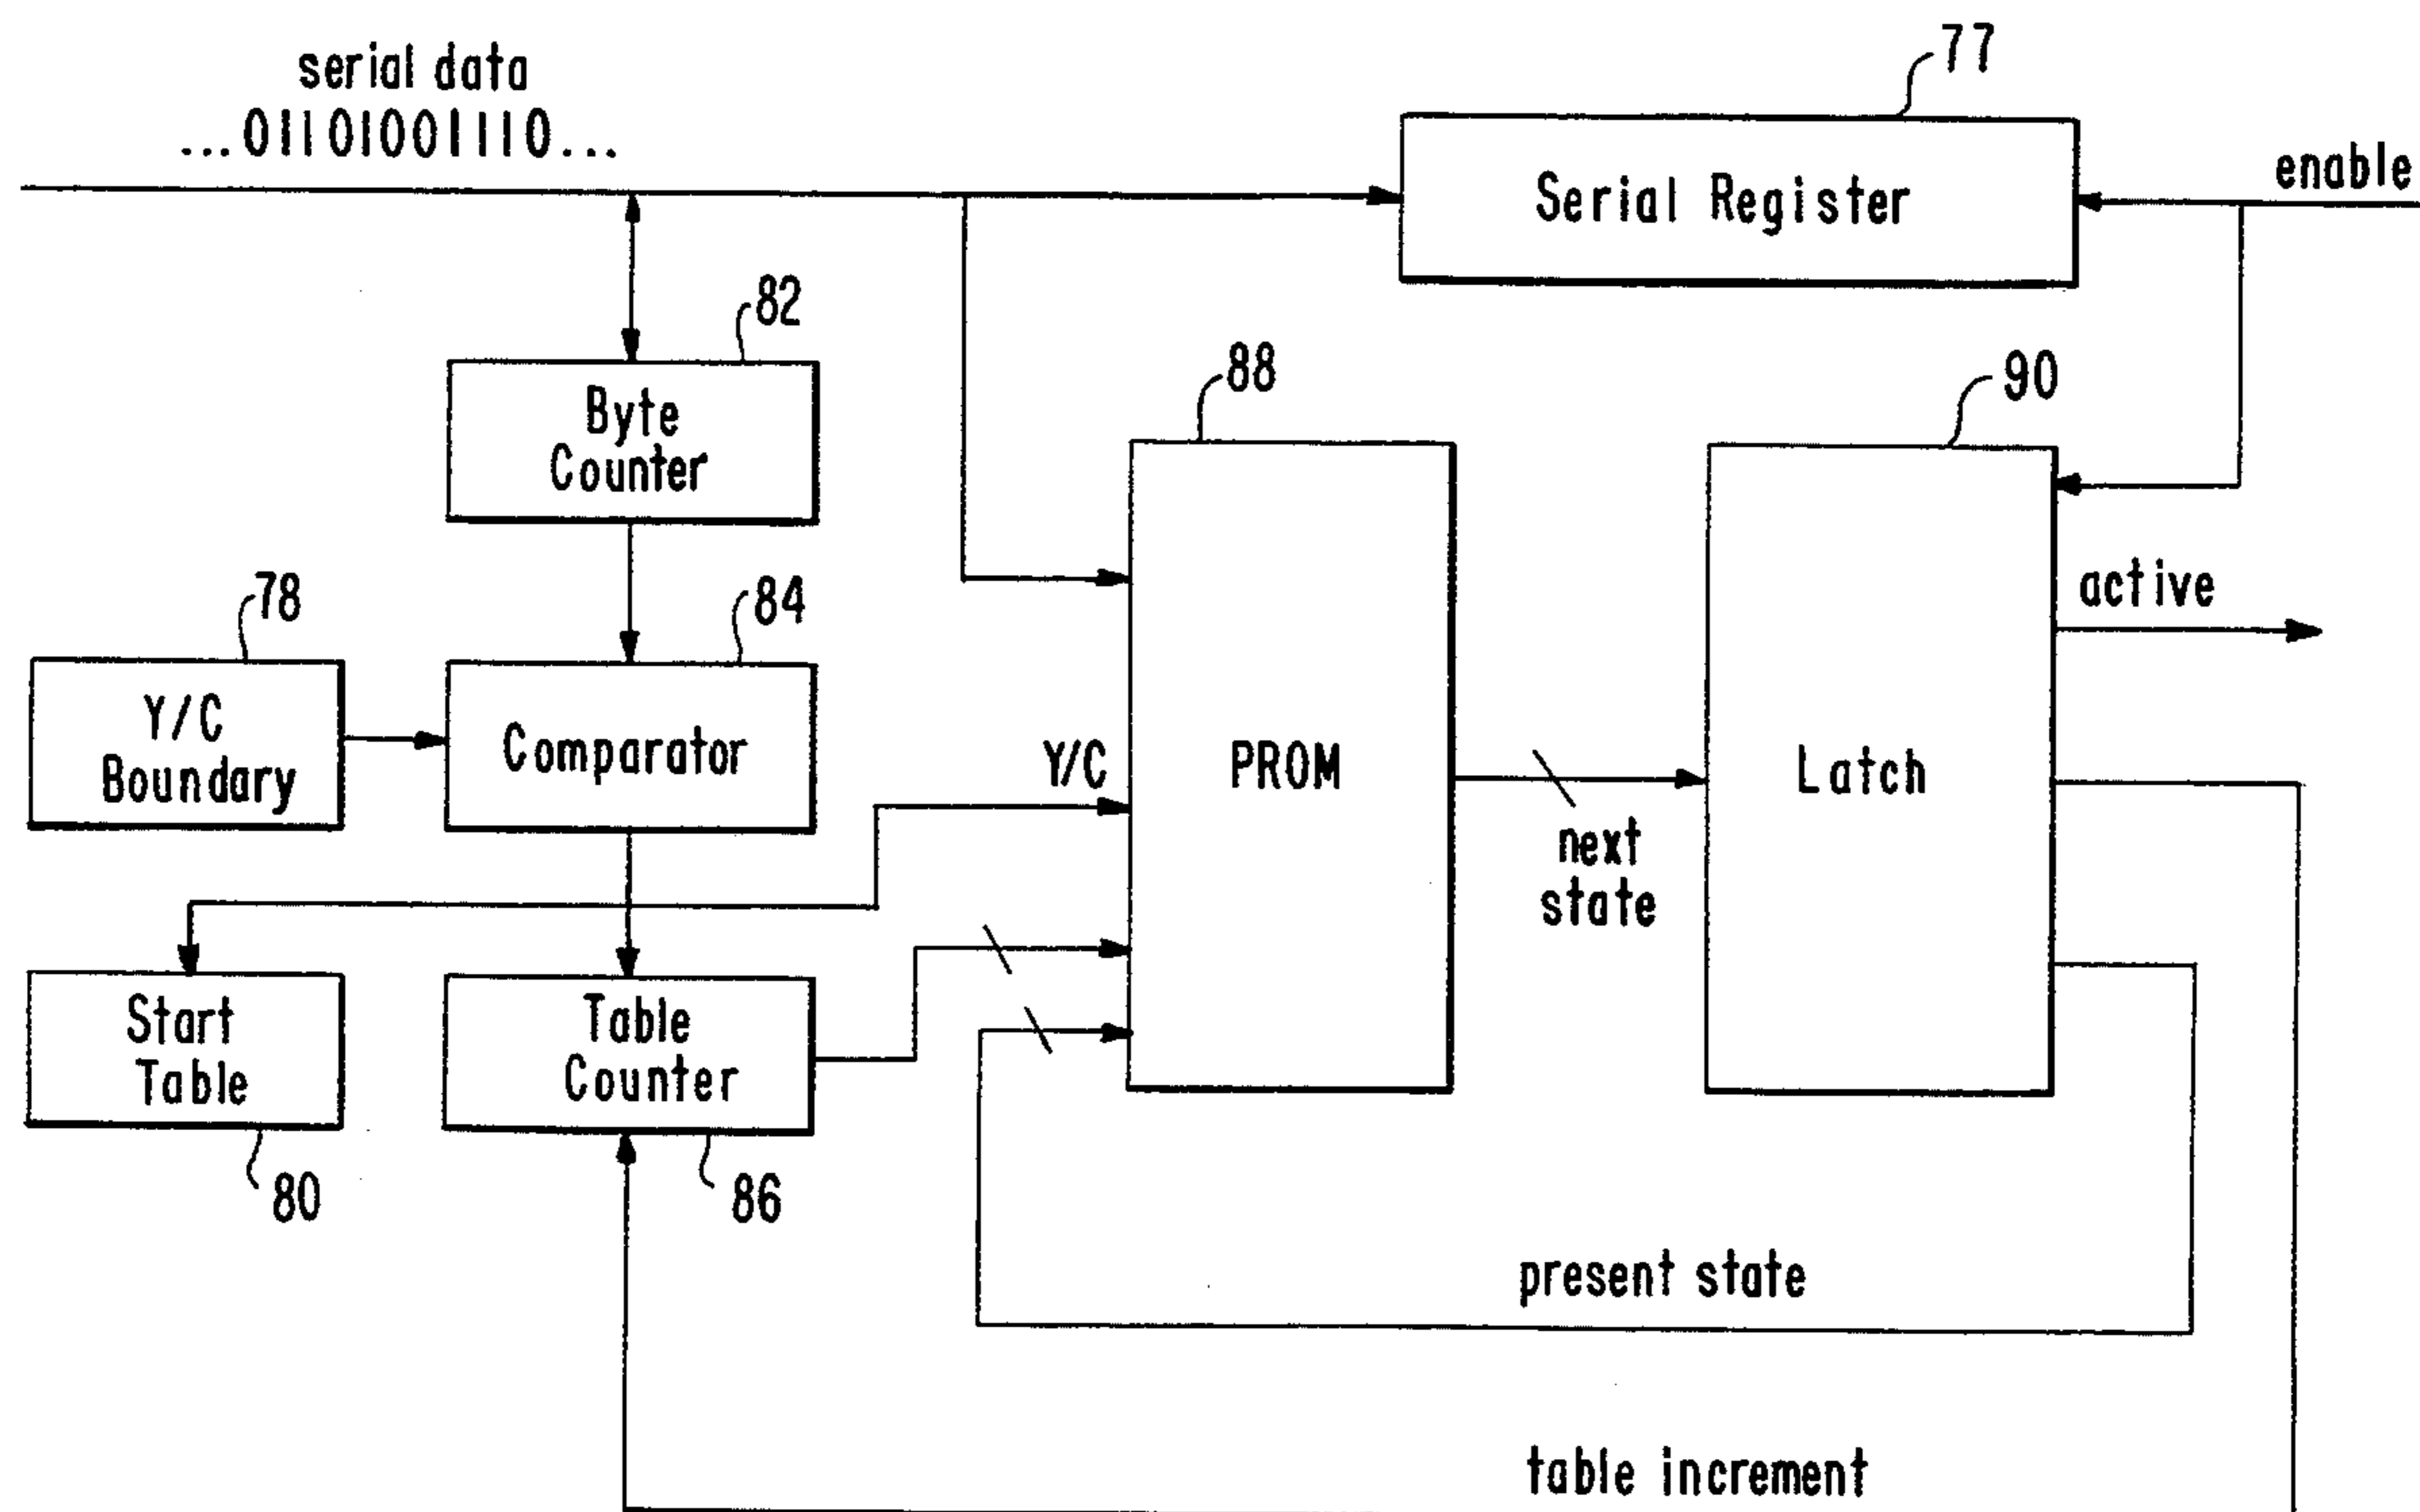 serial data
...01101001110...
77
Serial Register
enable
82
Byte
Counter
88
90
78
84
active
Y/C
Boundary
Comparator
Y/C
PROM
Latch
next
state
Start
Table
Table
Counter
80
86
present state
table increment